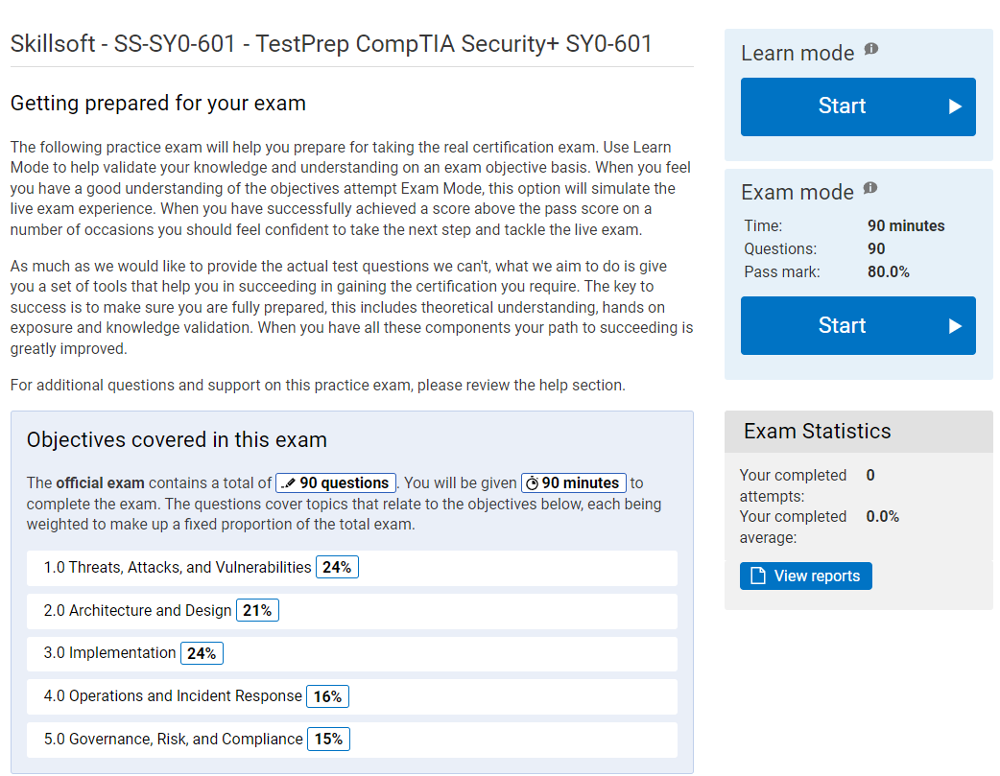 Skillsoft - SS-SY0-601 - TestPrep CompTIA Security+ SY0-601
Getting prepared for your exam
The following practice exam will help you prepare for taking the real certification exam. Use Learn
Mode to help validate your knowledge and understanding on an exam objective basis. When you feel
you have a good understanding of the objectives attempt Exam Mode, this option will simulate the
live exam experience. When you have successfully achieved a score above the pass score on a
number of occasions you should feel confident to take the next step and tackle the live exam.
As much as we would like to provide the actual test questions we can't, what we aim to do is give
you a set of tools that help you in succeeding in gaining the certification you require. The key to
success is to make sure you are fully prepared, this includes theoretical understanding, hands on
exposure and knowledge validation. When you have all these components your path to succeeding is
greatly improved.
For additional questions and support on this practice exam, please review the help section.
Objectives covered in this exam
The official exam contains a total of 90 questions. You will be given 90 minutes to
complete the exam. The questions cover topics that relate to the objectives below, each being
weighted to make up a fixed proportion of the total exam.
1.0 Threats, Attacks, and Vulnerabilities 24%
2.0 Architecture and Design 21%
3.0 Implementation 24%
4.0 Operations and Incident Response 16%
5.0 Governance, Risk, and Compliance 15%
Learn mode
Start
Exam mode
Time: 90 minutes
Questions: 90
Pass mark: 80.0%
Start
Exam Statistics
Your completed 0
attempts:
Your completed 0.0%
average:
View reports